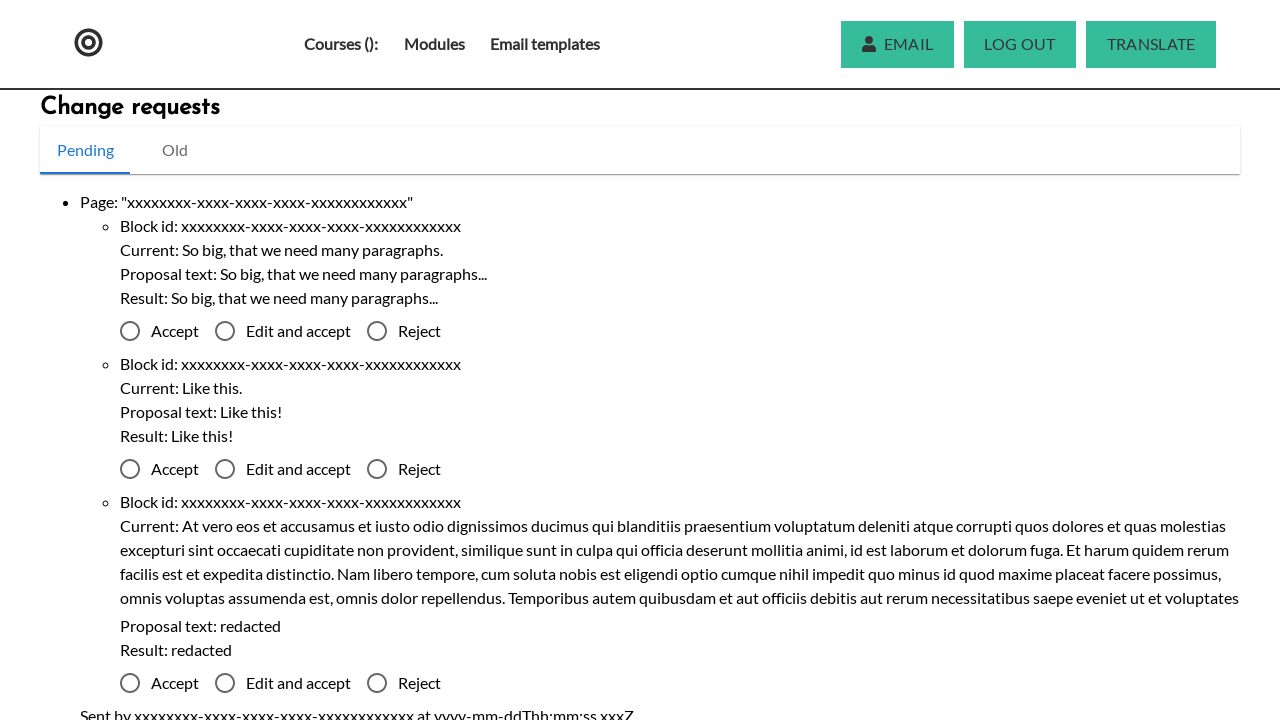 Courses (): Modules Email templates EMAIL LOG OUT TRANSLATE
Change requests
Pending Old
Page: "xxxxxxxx-xxxx-xxxx-xxxx-xxxxxxxxxxxx"
Block id: xxxxxxxx-xxxx-xxxx-xxxx-xxxxxxxxxxxx
Current: So big, that we need many paragraphs.
Proposal text: So big, that we need many paragraphs...
Result: So big, that we need many paragraphs...
Accept Edit and accept Reject
Block id: xxxxxxxx-xxxx-xxxx-xxxx-xxxxxxxxxxxx
Current: Like this.
Proposal text: Like this!
Result: Like this!
Accept Edit and accept Reject
Block id: xxxxxxxx-xxxx-xxxx-xxxx-xxxxxxxxxxxx
Current: At vero eos et accusamus et iusto odio dignissimos ducimus qui blanditiis praesentium voluptatum deleniti atque corrupti quos dolores et quas molestias
excepturi sint occaecati cupiditate non provident, similique sunt in culpa qui officia deserunt mollitia animi, id est laborum et dolorum fuga. Et harum quidem rerum
facilis est et expedita distinctio. Nam libero tempore, cum soluta nobis est eligendi optio cumque nihil impedit quo minus id quod maxime placeat facere possimus,
omnis voluptas assumenda est, omnis dolor repellendus. Temporibus autem quibusdam et aut officiis debitis aut rerum necessitatibus saepe eveniet ut et voluptates
Proposal text: redacted
Result: redacted
Accept Edit and accept Reject
Sent by xxxxxxxx-xxxx-xxxx-xxxx-xxxxxxxxxxxx at yyyy-mm-ddThh:mm:ss.xxxZ